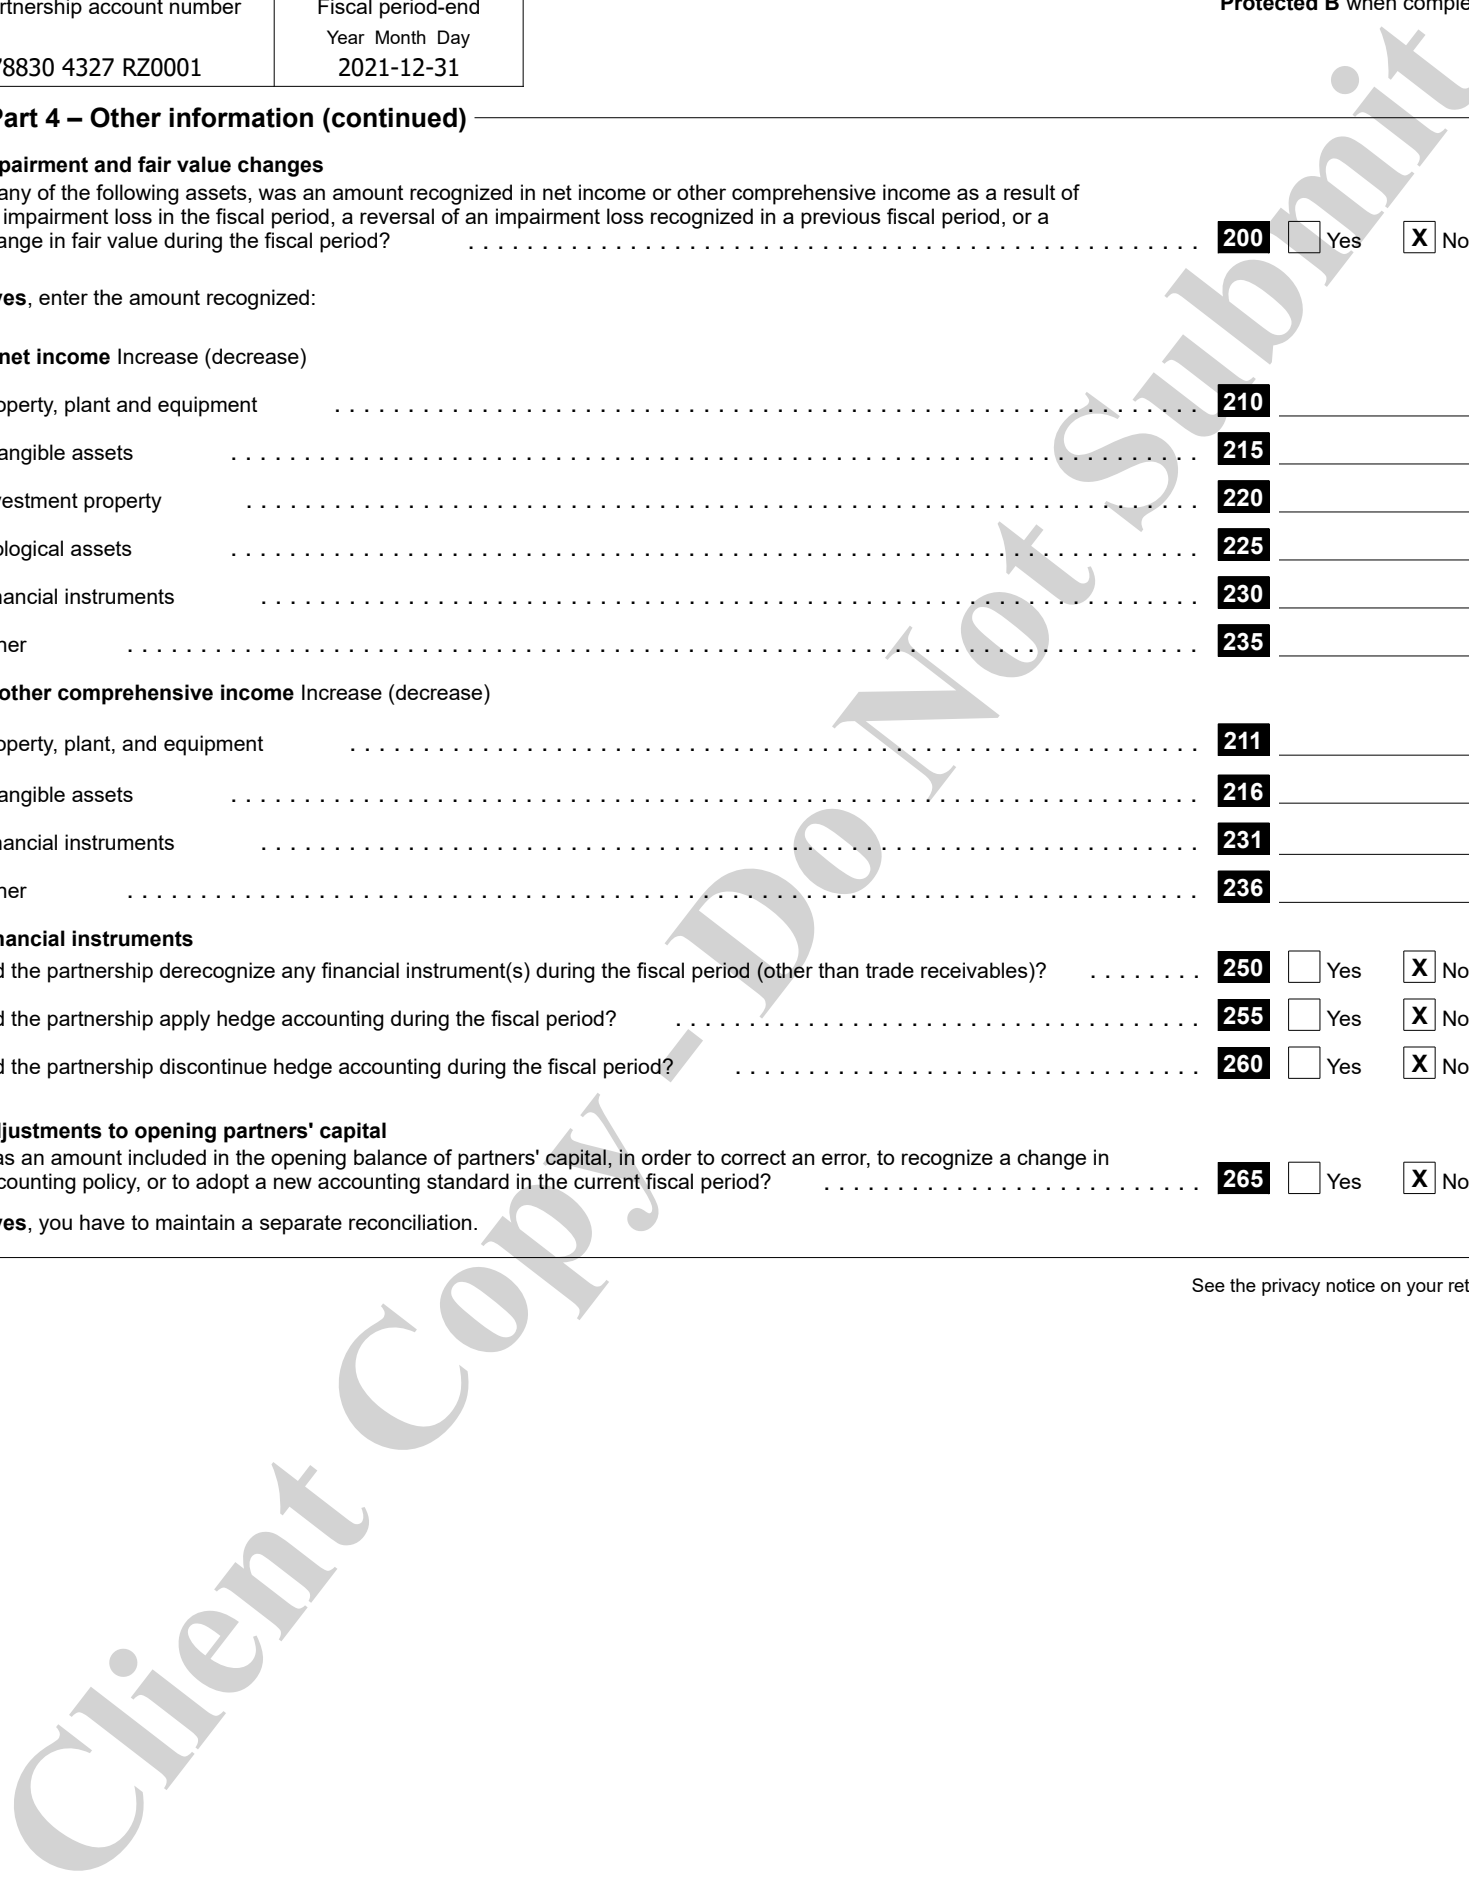 rtnership account number
Fiscal period-end
Protected B when comple
Year Month Day
78830 4327 RZ0001
2021-12-31
Part 4 – Other information (continued)
pairment and fair value changes
any of the following assets, was an amount recognized in net income or other comprehensive income as a result of
impairment loss in the fiscal period, a reversal of an impairment loss recognized in a previous fiscal period, or a
ange in fair value during the fiscal period? 200 Yes X No
yes, enter the amount recognized:
net income Increase (decrease)
operty, plant and equipment 210
angible assets 215
vestment property 220
ological assets 225
nancial instruments 230
her 235
other comprehensive income Increase (decrease)
operty, plant, and equipment 211
angible assets 216
nancial instruments 231
her 236
nancial instruments
d the partnership derecognize any financial instrument(s) during the fiscal period (other than trade receivables)? 250 Yes X No
d the partnership apply hedge accounting during the fiscal period? 255 Yes X No
d the partnership discontinue hedge accounting during the fiscal period? 260 Yes X No
djustments to opening partners' capital
as an amount included in the opening balance of partners' capital, in order to correct an error, to recognize a change in
counting policy, or to adopt a new accounting standard in the current fiscal period? 265 Yes X No
yes, you have to maintain a separate reconciliation.
See the privacy notice on your ret
Client Copy - Do Not Submit